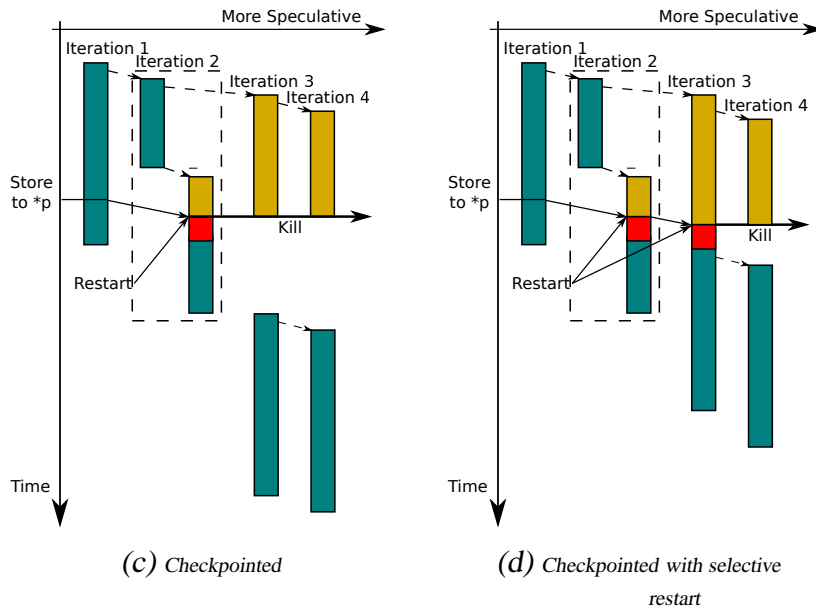 More Speculative
Iteration 1
Iteration 2
Iteration 3
Iteration 4
Store
to *p
Kill
Restart
Time
(c) Checkpointed
More Speculative
Iteration 1
Iteration 2
Iteration 3
Iteration 4
Store
to *p
Kill
Restart
Time
(d) Checkpointed with selective
restart